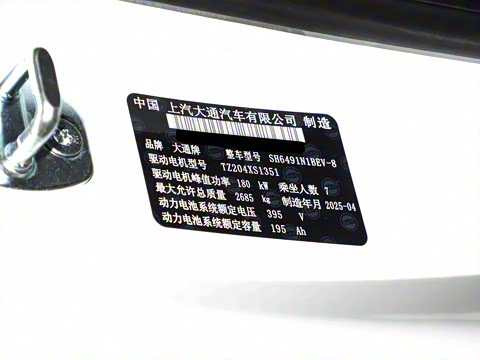 中国 上汽大通汽车有限公司 制造
品牌 大通牌 整车型号 SH6491N1BEV-8
驱动电机型号 TZ204XS1351
驱动电机峰值功率 180 kW 乘坐人数 7
最大允许总质量 2685 kg 制造年月 2025-04
动力电池系统额定电压 395 V
动力电池系统额定容量 195 Ah